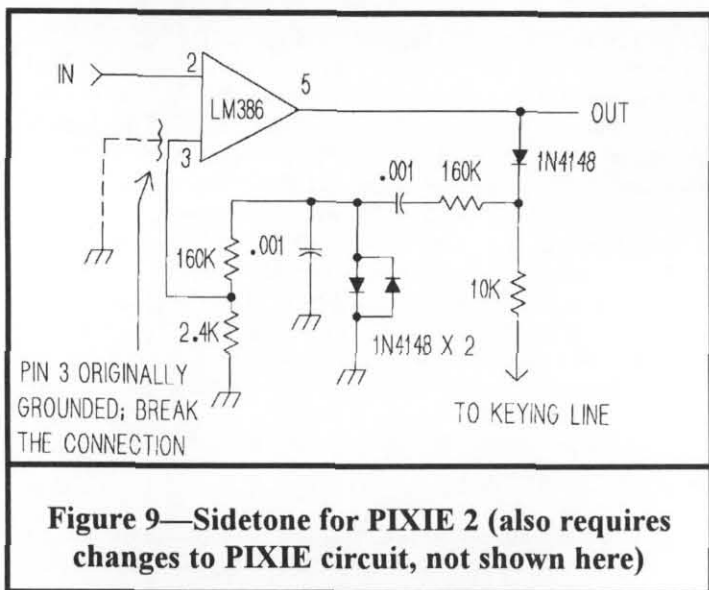 IN
2
LM386
3
5
OUT
1N4148
.001
160K
160K
.001
2.4K
10K
1N4148 X 2
PIN 3 ORIGINALLY
GROUNDED; BREAK
THE CONNECTION
TO KEYING LINE
Figure 9—Sidetone for PIXIE 2 (also requires
changes to PIXIE circuit, not shown here)